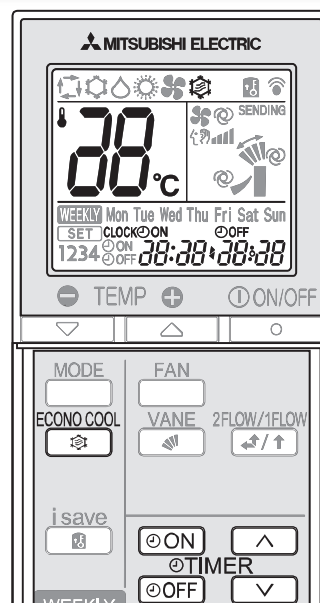 MITSUBISHI ELECTRIC
SENDING
88 °C
WEEKLY Mon Tue Wed Thu Fri Sat Sun
SET CLOCK ON OFF
1234 ON OFF 88:88 88:88
TEMP ON/OFF
MODE FAN
ECONO COOL VANE 2FLOW/1FLOW
i save
ON
TIMER
OFF
WEEKLY